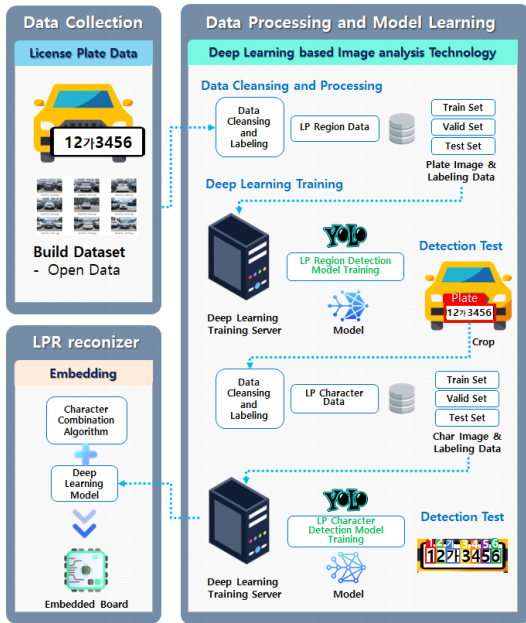 Data Collection
License Plate Data
12가3456
Build Dataset
- Open Data
Data Processing and Model Learning
Deep Learning based Image analysis Technology
Data Cleansing and Processing
Data
Cleansing
and
Labeling
LP Region Data
Train Set
Valid Set
Test Set
Plate Image &
Labeling Data
Deep Learning Training
YOLO
LP Region Detection
Model Training
Deep Learning
Training Server
Model
Detection Test
Plate
12가3456
Crop
Data
Cleansing
and
Labeling
LP Character
Data
Train Set
Valid Set
Test Set
Char Image &
Labeling Data
YOLO
LP Character
Detection Model
Training
Deep Learning
Training Server
Model
Detection Test
12가3456
LPR reconizer
Embedding
Character
Combination
Algorithm
Deep
Learning
Model
Embedded Board